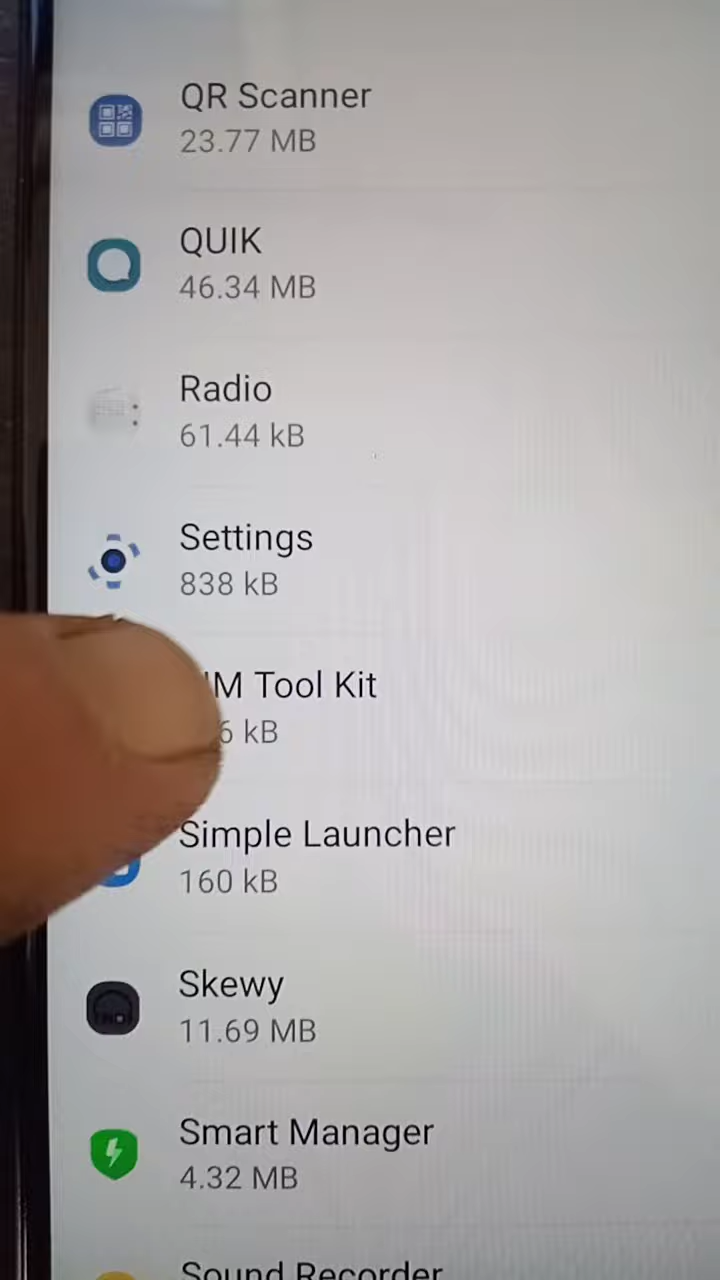 QR Scanner
23.77 MB
QUIK
46.34 MB
Radio
61.44 kB
Settings
838 kB
Tool Kit
kB
Simple Launcher
160 kB
Skewy
11.69 MB
Smart Manager
4.32 MB
Sound Recorder